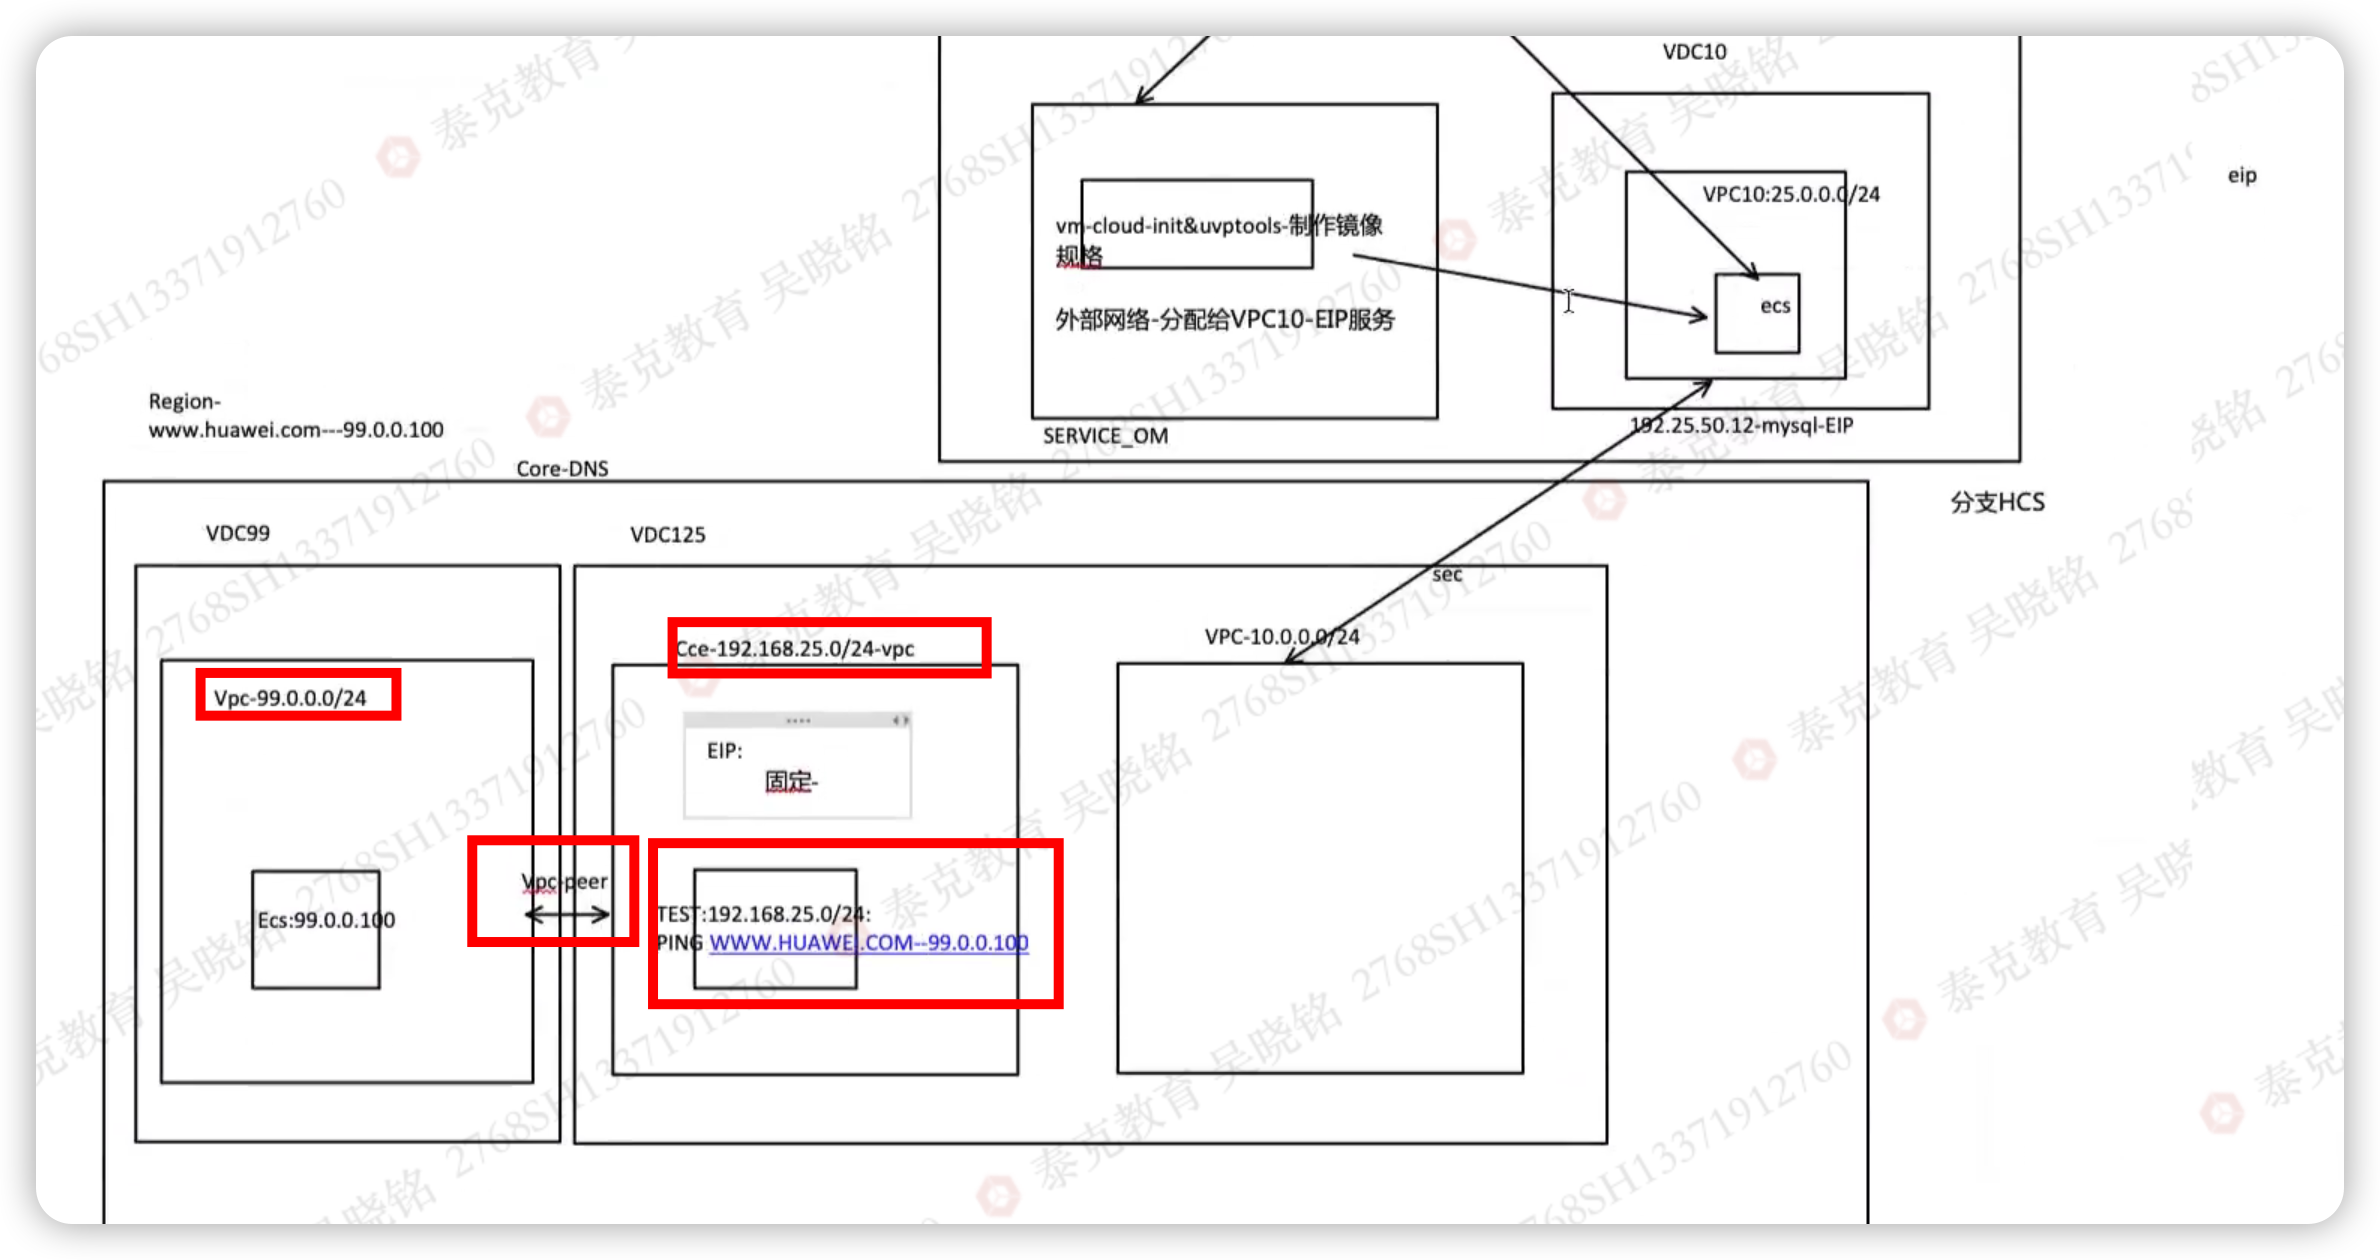 VDC10
eip
VPC10:25.0.0.0/24
vm-cloud-init&uvptools-制作镜像
规格
ecs
外部网络-分配给VPC10-EIP服务
Region-
www.huawei.com---99.0.0.100
192.25.50.12-mysql-EIP
SERVICE_OM
Core-DNS
分支HCS
VDC99
VDC125
sec
VPC-10.0.0.0/24
Cce-192.168.25.0/24-vpc
Vpc-99.0.0.0/24
EIP:
固定-
Vpc-peer
Ecs:99.0.0.100
TEST:192.168.25.0/24:
PING WWW.HUAWEI.COM--99.0.0.100
泰克教育 吴晓铭 2768SH13371912760